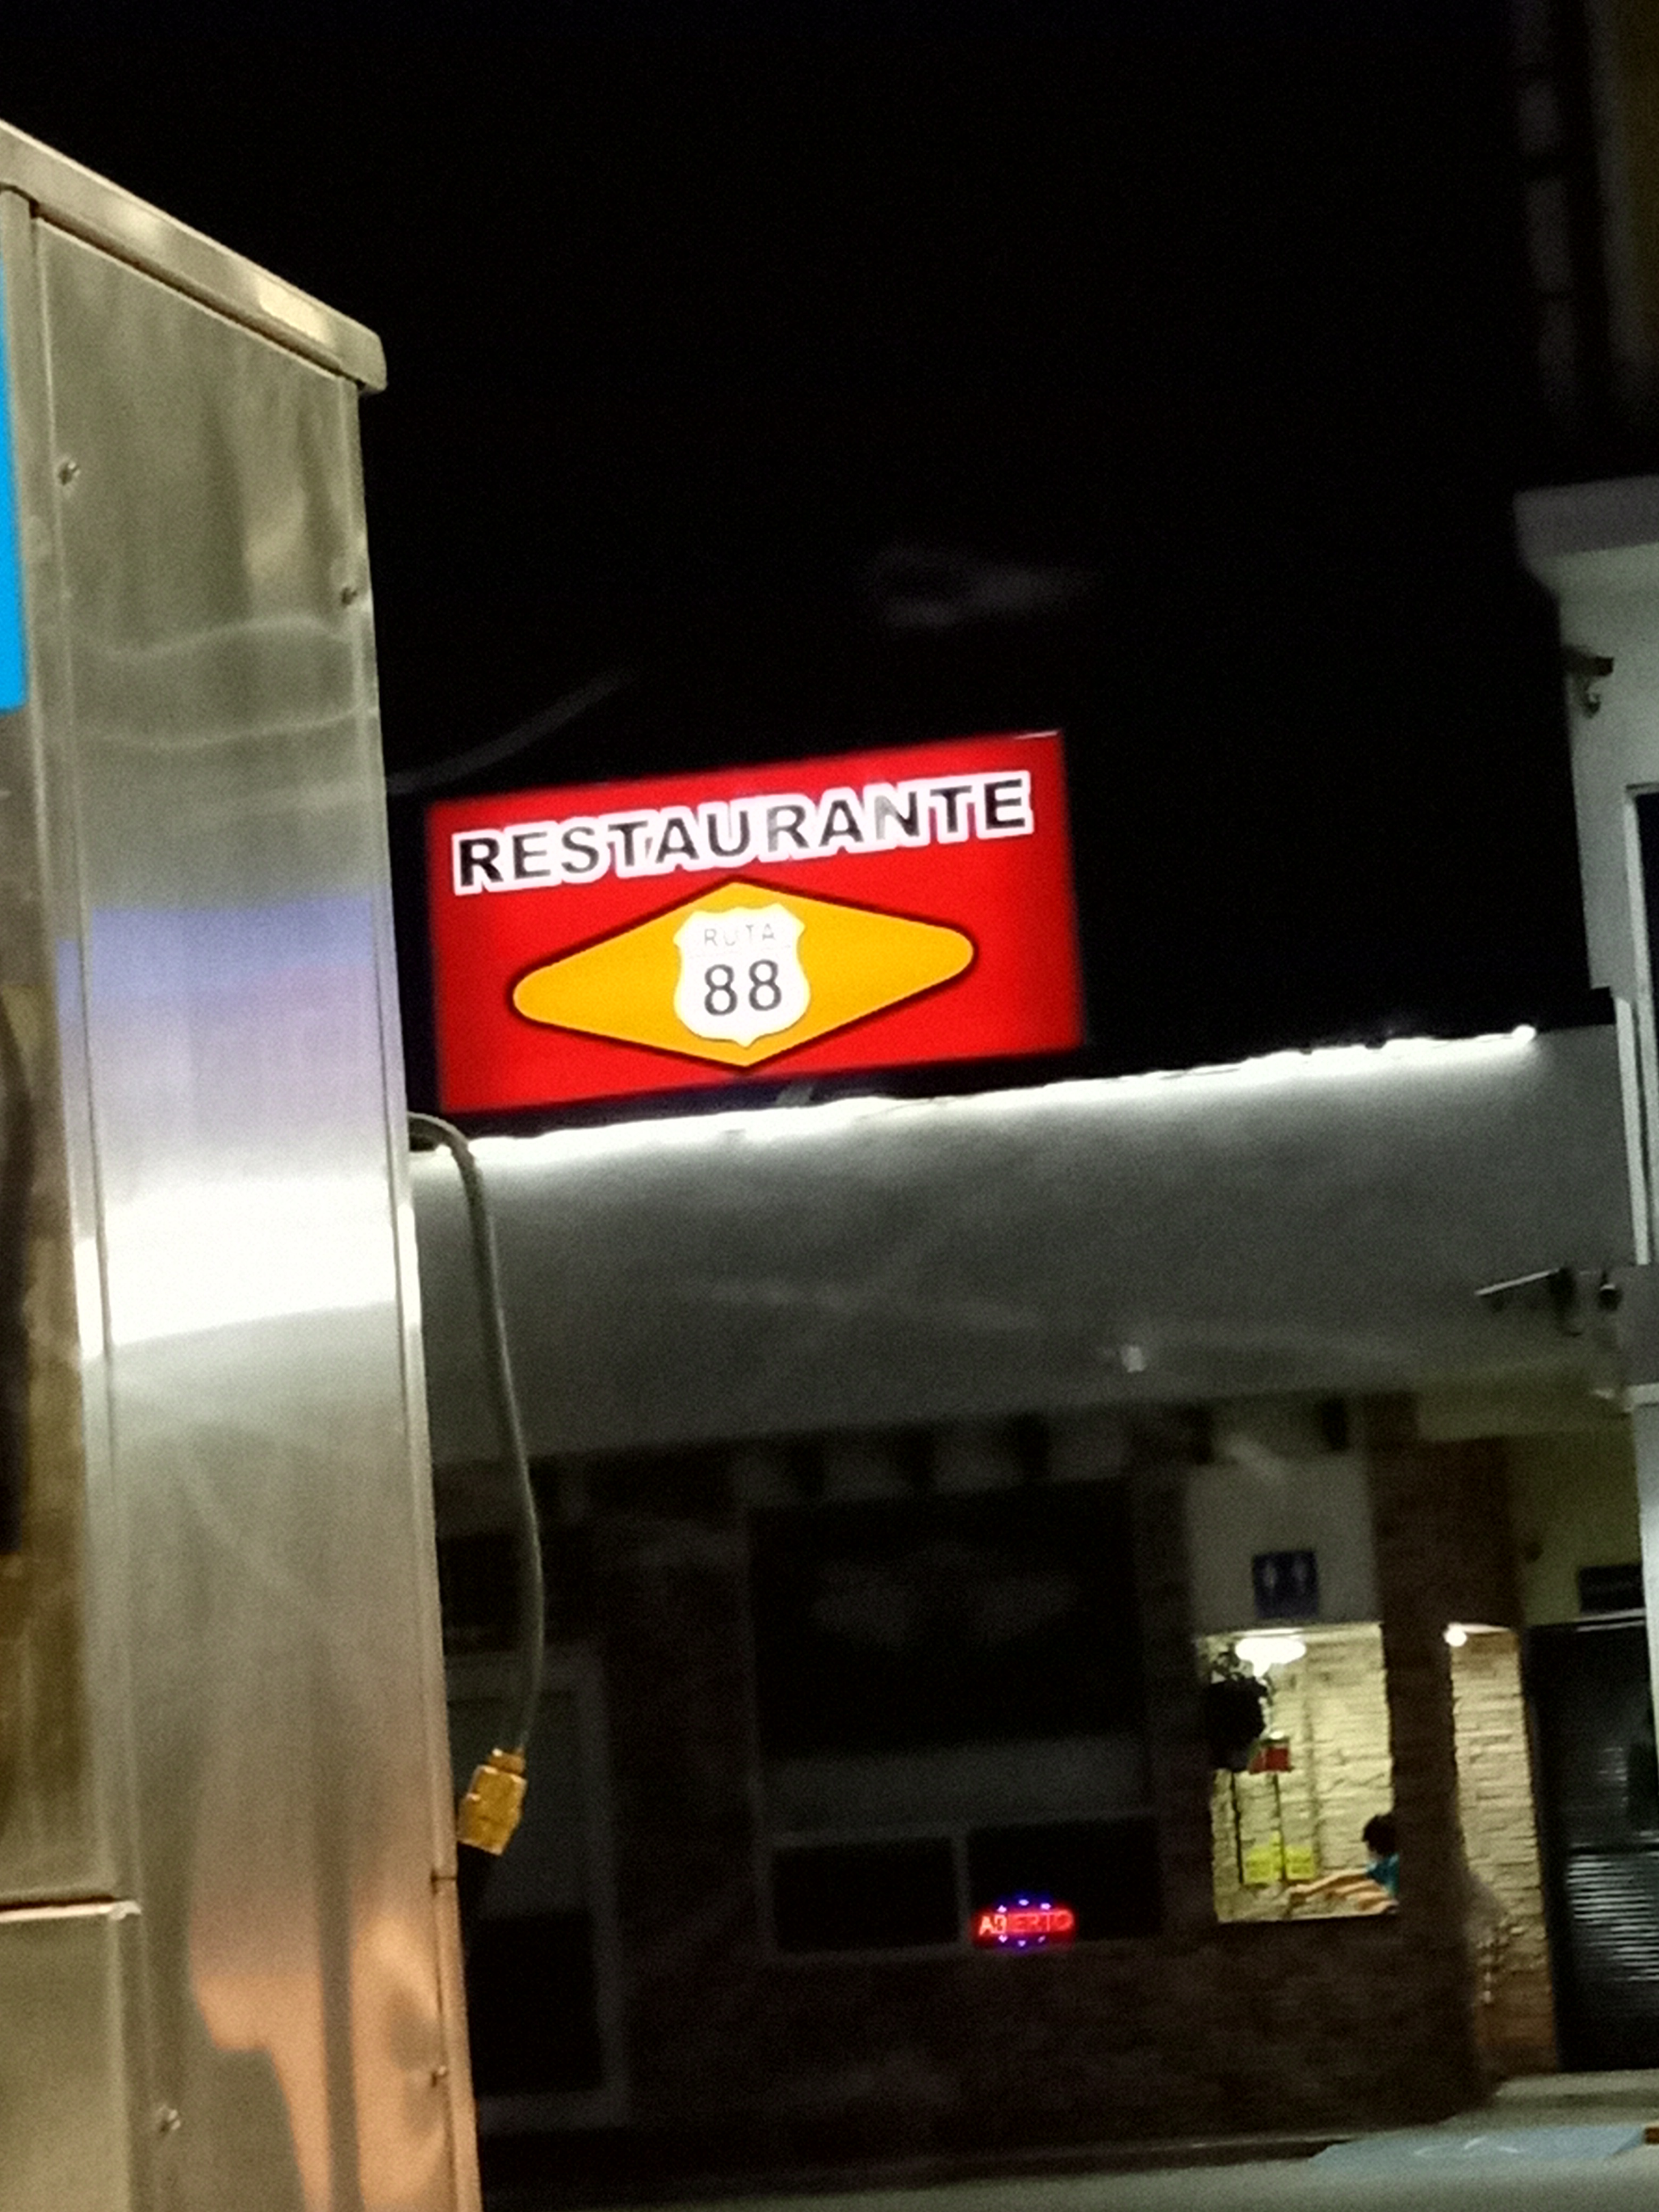 RESTAURANTE
RUTA
88
ABIERTO